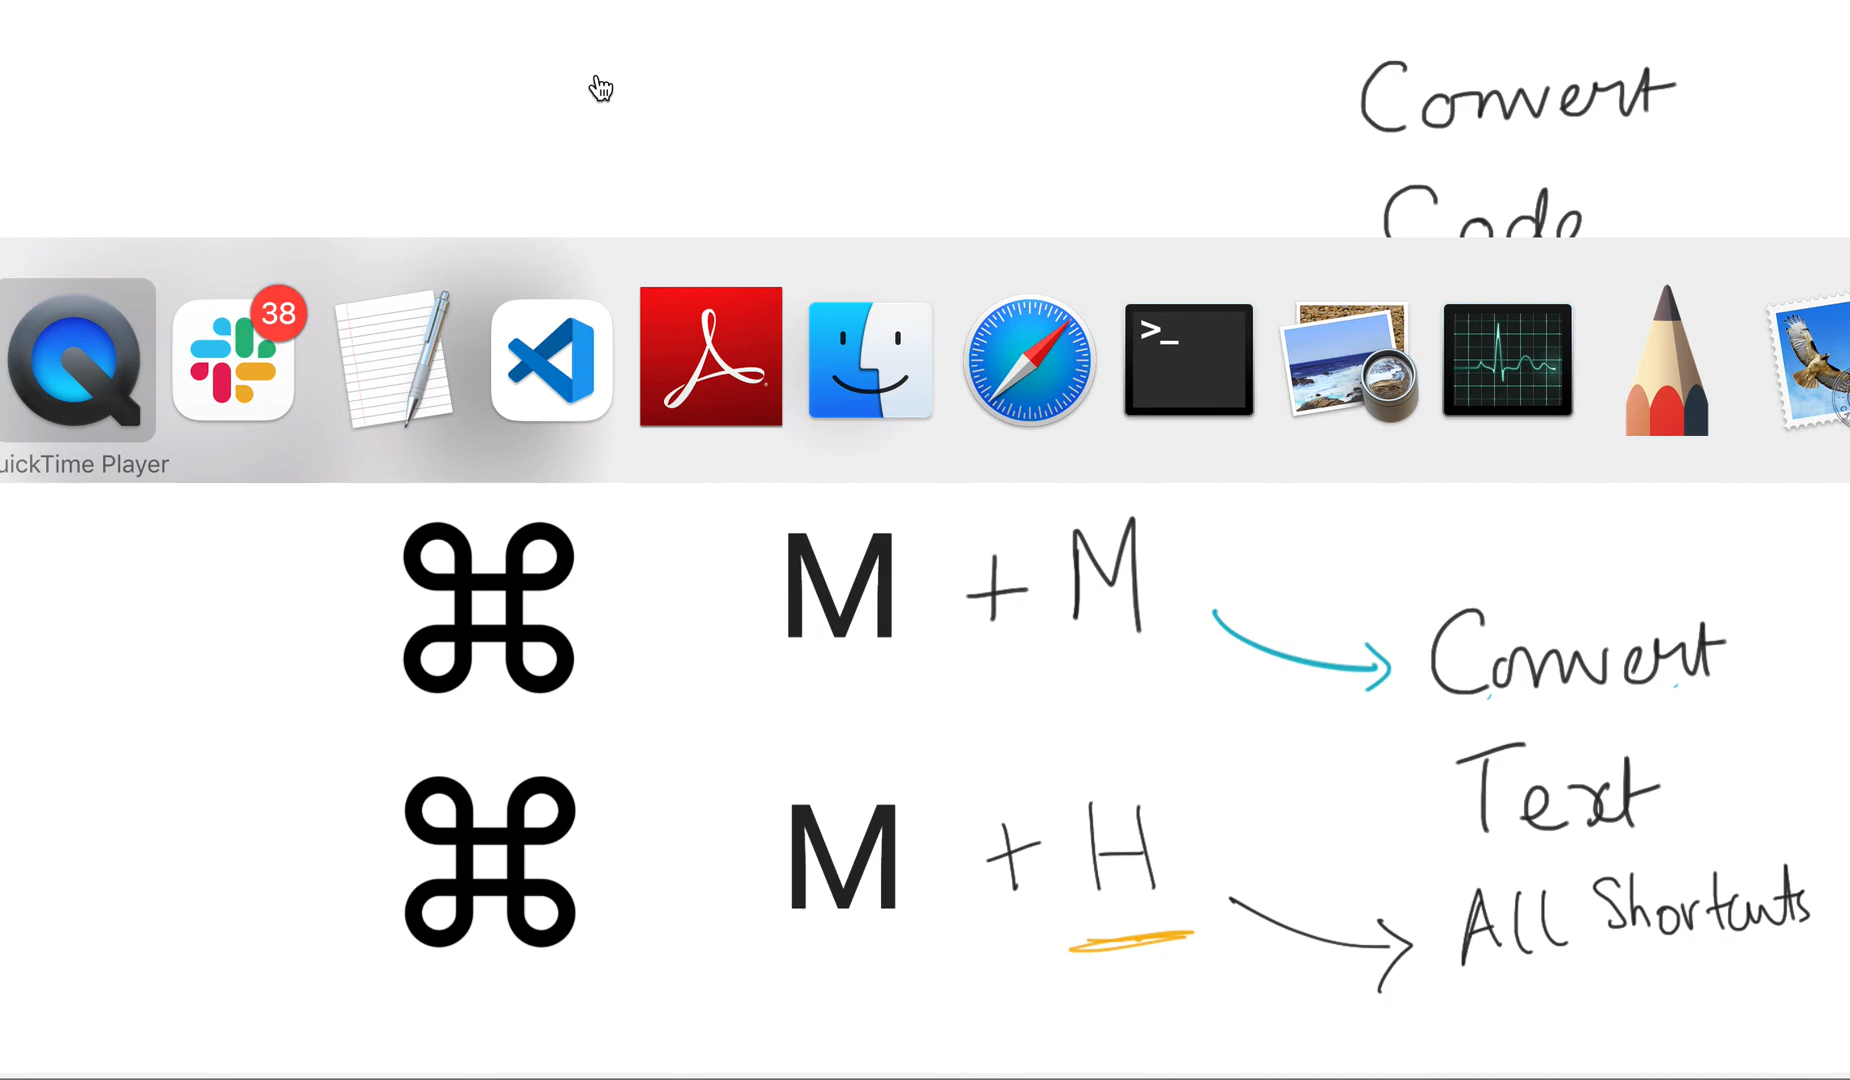 Convert
Code
38
>_
uickTime Player
⌘ M + M
Convert
Text
⌘ M + H
All Shortcuts